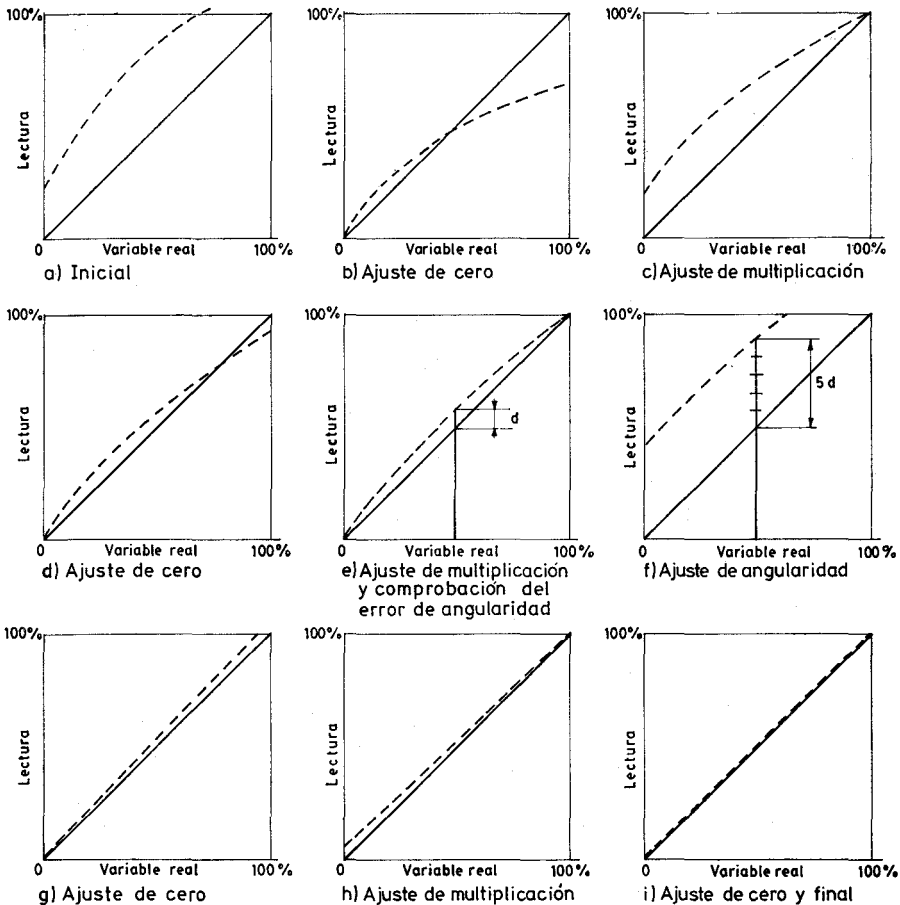 100%
Lectura
0
Variable real
100%
a) Inicial
100%
Lectura
0
Variable real
100%
b) Ajuste de cero
100%
Lectura
0
Variable real
100%
c) Ajuste de multiplicación
100%
Lectura
0
Variable real
100%
d) Ajuste de cero
100%
Lectura
d
0
Variable real
100%
e) Ajuste de multiplicación
y comprobación del
error de angularidad
100%
Lectura
5 d
0
Variable real
100%
f) Ajuste de angularidad
100%
Lectura
0
Variable real
100%
g) Ajuste de cero
100%
Lectura
0
Variable real
100%
h) Ajuste de multiplicación
100%
Lectura
0
Variable real
100%
i) Ajuste de cero y final